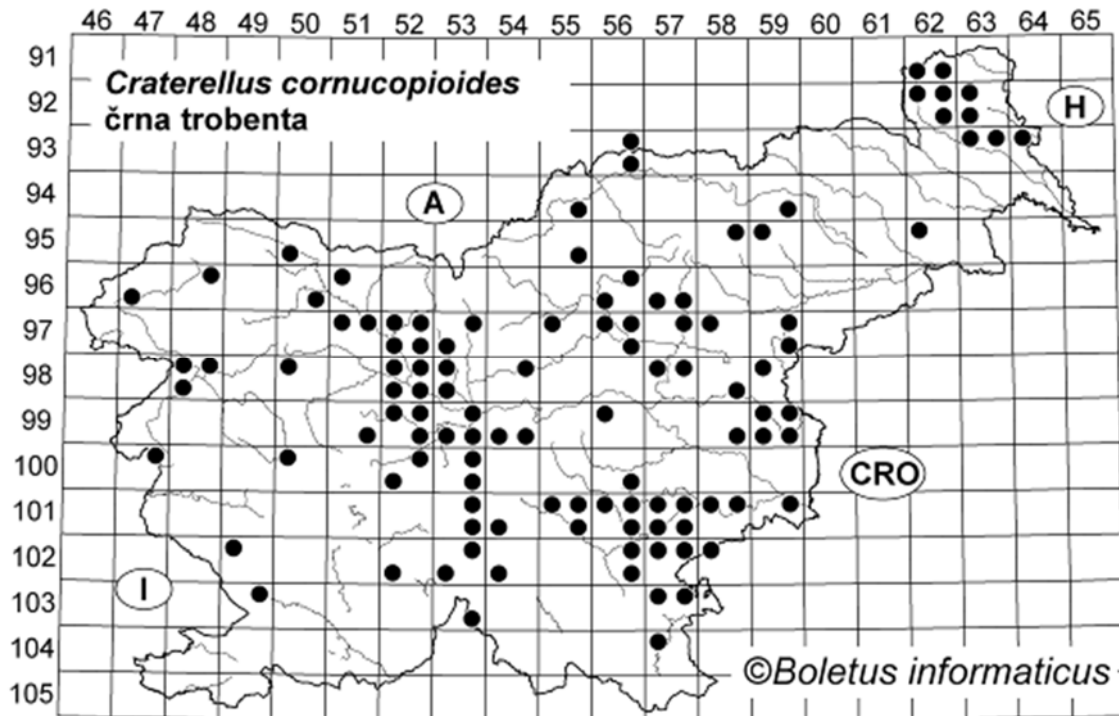 46 47 48 49 50 51 52 53 54 55 56 57 58 59 60 61 62 63 64 65
91
Craterellus cornucopioides
92
H
črna trobenta
93
94
A
95
96
97
98
99
100
CRO
101
102
I
103
104
©Boletus informaticus
105